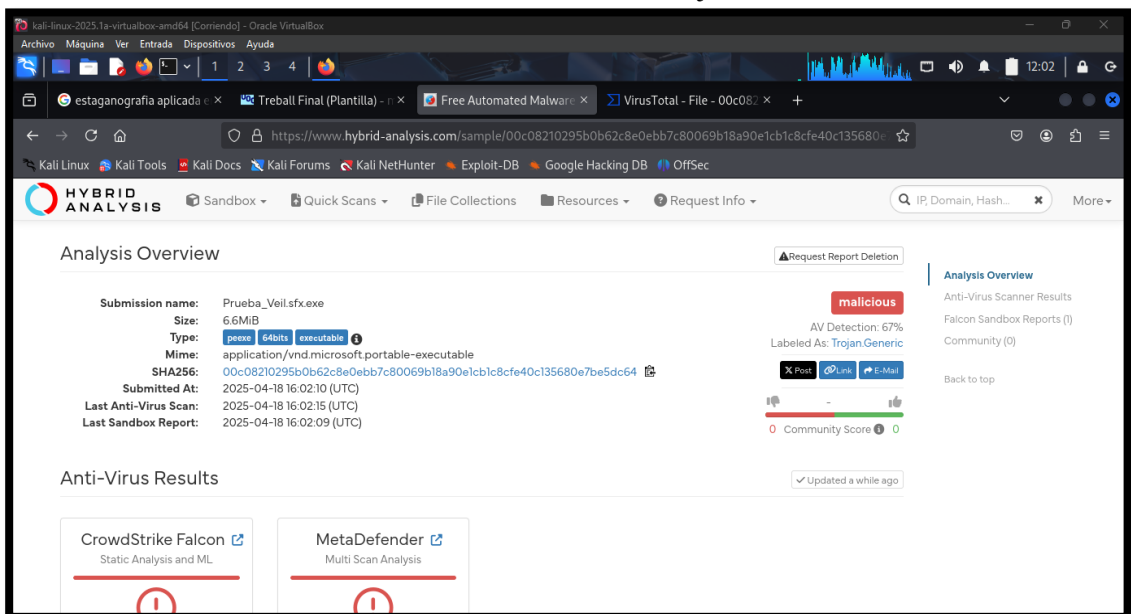 kali-linux-2025.1a-virtualbox-amd64 [Corriendo] - Oracle VirtualBox
Archivo Máquina Ver Entrada Dispositivos Ayuda
1 2 3 4 12:02
estaganografia aplicada e Treball Final (Plantilla) - Free Automated Malware VirusTotal - File - 00c082
https://www.hybrid-analysis.com/sample/00c08210295b0b62c8e0ebb7c80069b18a90e1cb1c8cfe40c135680e
Kali Linux Kali Tools Kali Docs Kali Forums Kali NetHunter Exploit-DB Google Hacking DB OffSec
HYBRID ANALYSIS Sandbox Quick Scans File Collections Resources Request Info IP, Domain, Hash... More
Analysis Overview
Request Report Deletion
Submission name: Prueba_Veil.sfx.exe
Size: 6.6MiB
Type: peexe 64bits executable
Mime: application/vnd.microsoft.portable-executable
SHA256: 00c08210295b0b62c8e0ebb7c80069b18a90e1cb1c8cfe40c135680e7be5dc64
Submitted At: 2025-04-18 16:02:10 (UTC)
Last Anti-Virus Scan: 2025-04-18 16:02:15 (UTC)
Last Sandbox Report: 2025-04-18 16:02:09 (UTC)
malicious
AV Detection: 67%
Labeled As: Trojan.Generic
X Post Link E-Mail
-
0 Community Score 0
Analysis Overview
Anti-Virus Scanner Results
Falcon Sandbox Reports (1)
Community (0)
Back to top
Anti-Virus Results
Updated a while ago
CrowdStrike Falcon
Static Analysis and ML
MetaDefender
Multi Scan Analysis